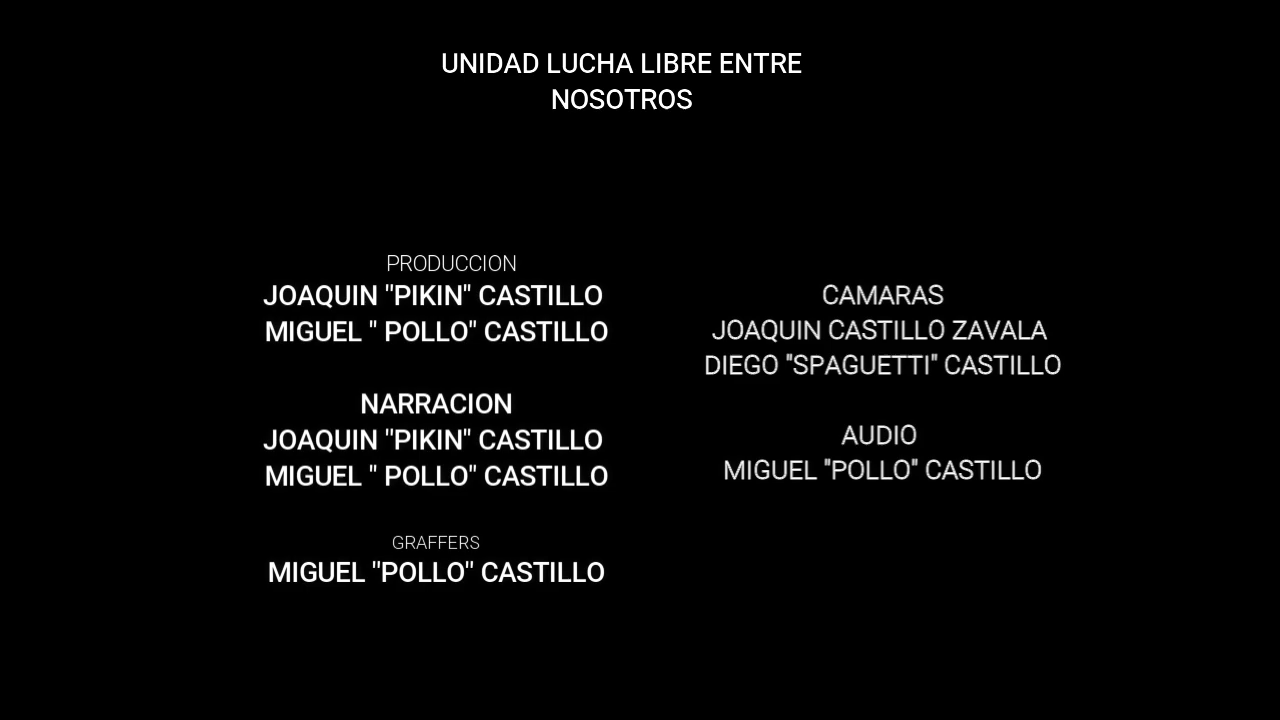 UNIDAD LUCHA LIBRE ENTRE
NOSOTROS
PRODUCCION
JOAQUIN "PIKIN" CASTILLO
MIGUEL " POLLO" CASTILLO
NARRACION
JOAQUIN "PIKIN" CASTILLO
MIGUEL " POLLO" CASTILLO
GRAFFERS
MIGUEL "POLLO" CASTILLO
CAMARAS
JOAQUIN CASTILLO ZAVALA
DIEGO "SPAGUETTI" CASTILLO
AUDIO
MIGUEL "POLLO" CASTILLO